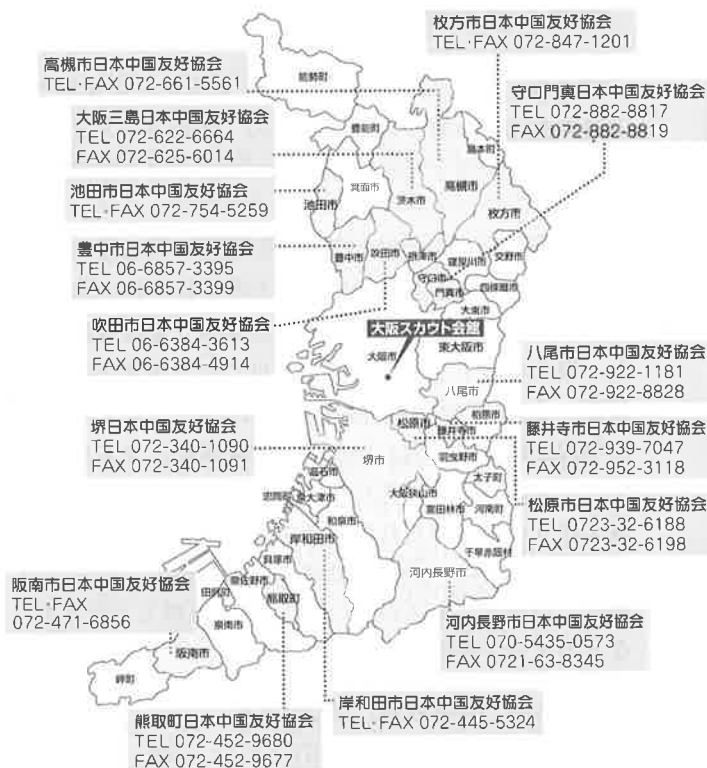 枚方市日本中国友好協会
TEL・FAX 072-847-1201
高槻市日本中国友好協会
TEL・FAX 072-661-5561
守口門真日本中国友好協会
TEL 072-882-8817
FAX 072-882-8819
大阪三島日本中国友好協会
TEL 072-622-6664
FAX 072-625-6014
池田市日本中国友好協会
TEL・FAX 072-754-5259
豊中市日本中国友好協会
TEL 06-6857-3395
FAX 06-6857-3399
吹田市日本中国友好協会
TEL 06-6384-3613
FAX 06-6384-4914
能勢町
豊能町
島本町
箕面市
池田市
茨木市
高槻市
枚方市
豊中市
吹田市
摂津市
寝屋川市
交野市
守口市
門真市
四條畷市
大東市
大阪スカウト会館
大阪市
東大阪市
八尾市日本中国友好協会
TEL 072-922-1181
FAX 072-922-8828
八尾市
柏原市
松原市
藤井寺市
藤井寺市日本中国友好協会
TEL 072-939-7047
FAX 072-952-3118
堺日本中国友好協会
TEL 072-340-1090
FAX 072-340-1091
堺市
羽曳野市
高石市
太子町
松原市日本中国友好協会
TEL 0723-32-6188
FAX 0723-32-6198
忠岡町
泉大津市
大阪狭山市
富田林市
河南町
和泉市
岸和田市
千早赤阪村
貝塚市
河内長野市
泉佐野市
熊取町
田尻町
泉南市
阪南市
岬町
阪南市日本中国友好協会
TEL・FAX
072-471-6856
河内長野市日本中国友好協会
TEL 070-5435-0573
FAX 0721-63-8345
岸和田市日本中国友好協会
TEL・FAX 072-445-5324
熊取町日本中国友好協会
TEL 072-452-9680
FAX 072-452-9677